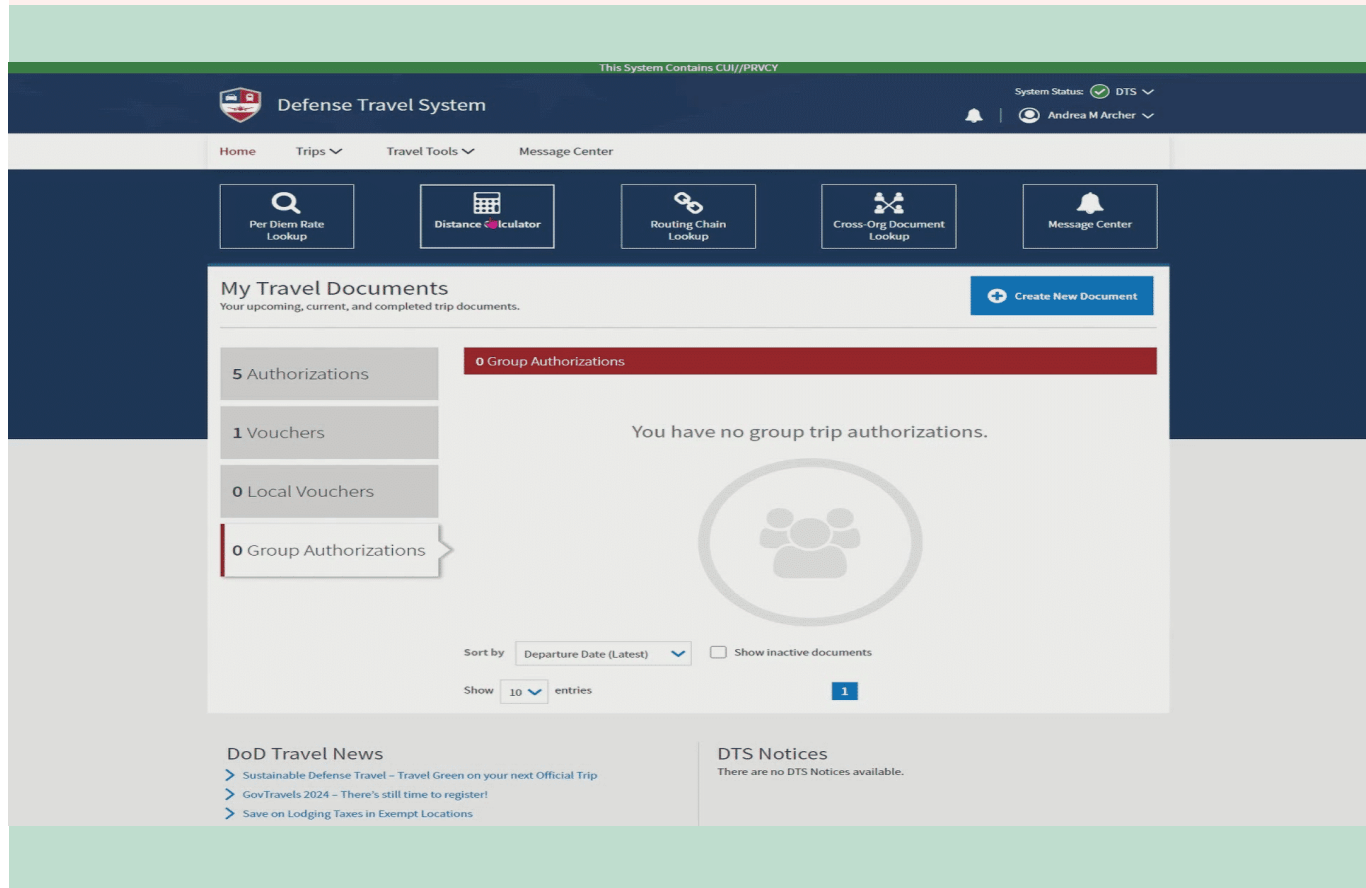 This System Contains CUI//PRVCY
Defense Travel System
System Status: DTS
Andrea M Archer
Home Trips Travel Tools Message Center
Per Diem Rate
Lookup
Distance lculator
Routing Chain
Lookup
Cross-Org Document
Lookup
Message Center
My Travel Documents
Your upcoming, current, and completed trip documents.
Create New Document
5 Authorizations
1 Vouchers
0 Local Vouchers
0 Group Authorizations
0 Group Authorizations
You have no group trip authorizations.
Sort by Departure Date (Latest) Show inactive documents
Show 10 entries 1
DoD Travel News
Sustainable Defense Travel – Travel Green on your next Official Trip
GovTravels 2024 – There's still time to register!
Save on Lodging Taxes in Exempt Locations
DTS Notices
There are no DTS Notices available.